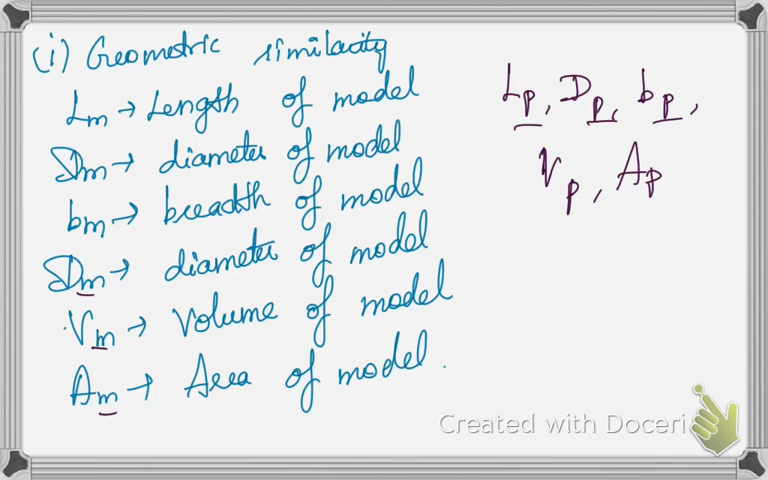 (i) Geometric similarity
Lm → Length of model
Dm → diameter of model
bm → breadth of model
Dm → diameter of model
Vm → Volume of model
Am → Area of model.
Lp, Dp, bp,
Vp, Ap
Created with Doceri